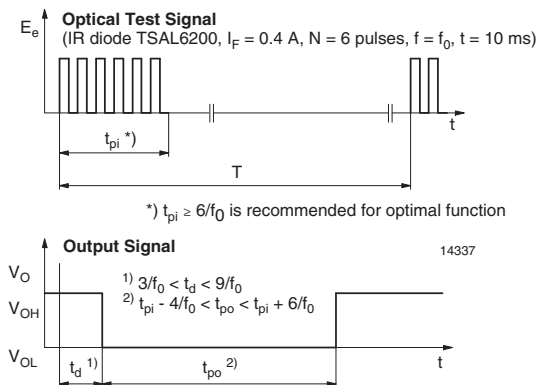 Optical Test Signal
E_e
(IR diode TSAL6200, I_F = 0.4 A, N = 6 pulses, f = f_0, t = 10 ms)
t
t_pi *)
T
*) t_pi ≥ 6/f_0 is recommended for optimal function
Output Signal
14337
V_O
1) 3/f_0 < t_d < 9/f_0
2) t_pi - 4/f_0 < t_po < t_pi + 6/f_0
V_OH
V_OL
t_d 1)
t_po 2)
t